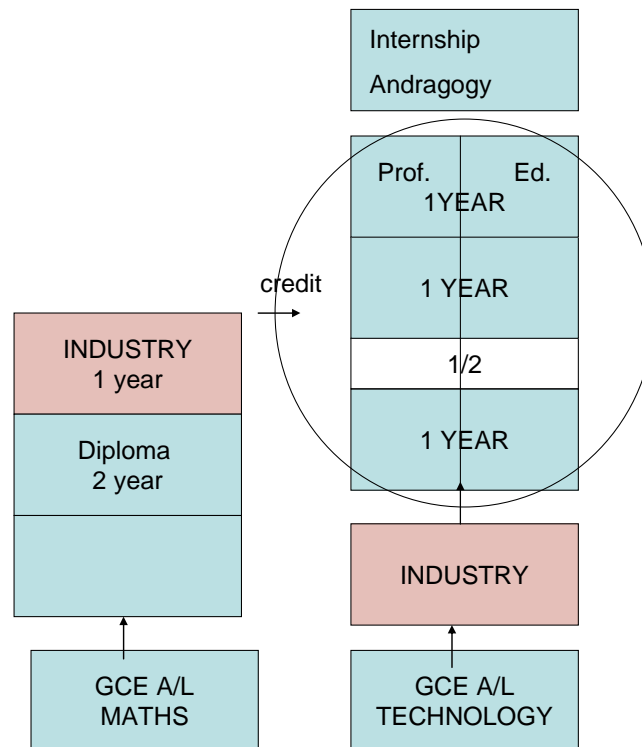 Internship
Andragogy
Prof. Ed.
1YEAR
credit
1 YEAR
INDUSTRY
1 year
1/2
Diploma
2 year
1 YEAR
INDUSTRY
GCE A/L
MATHS
GCE A/L
TECHNOLOGY